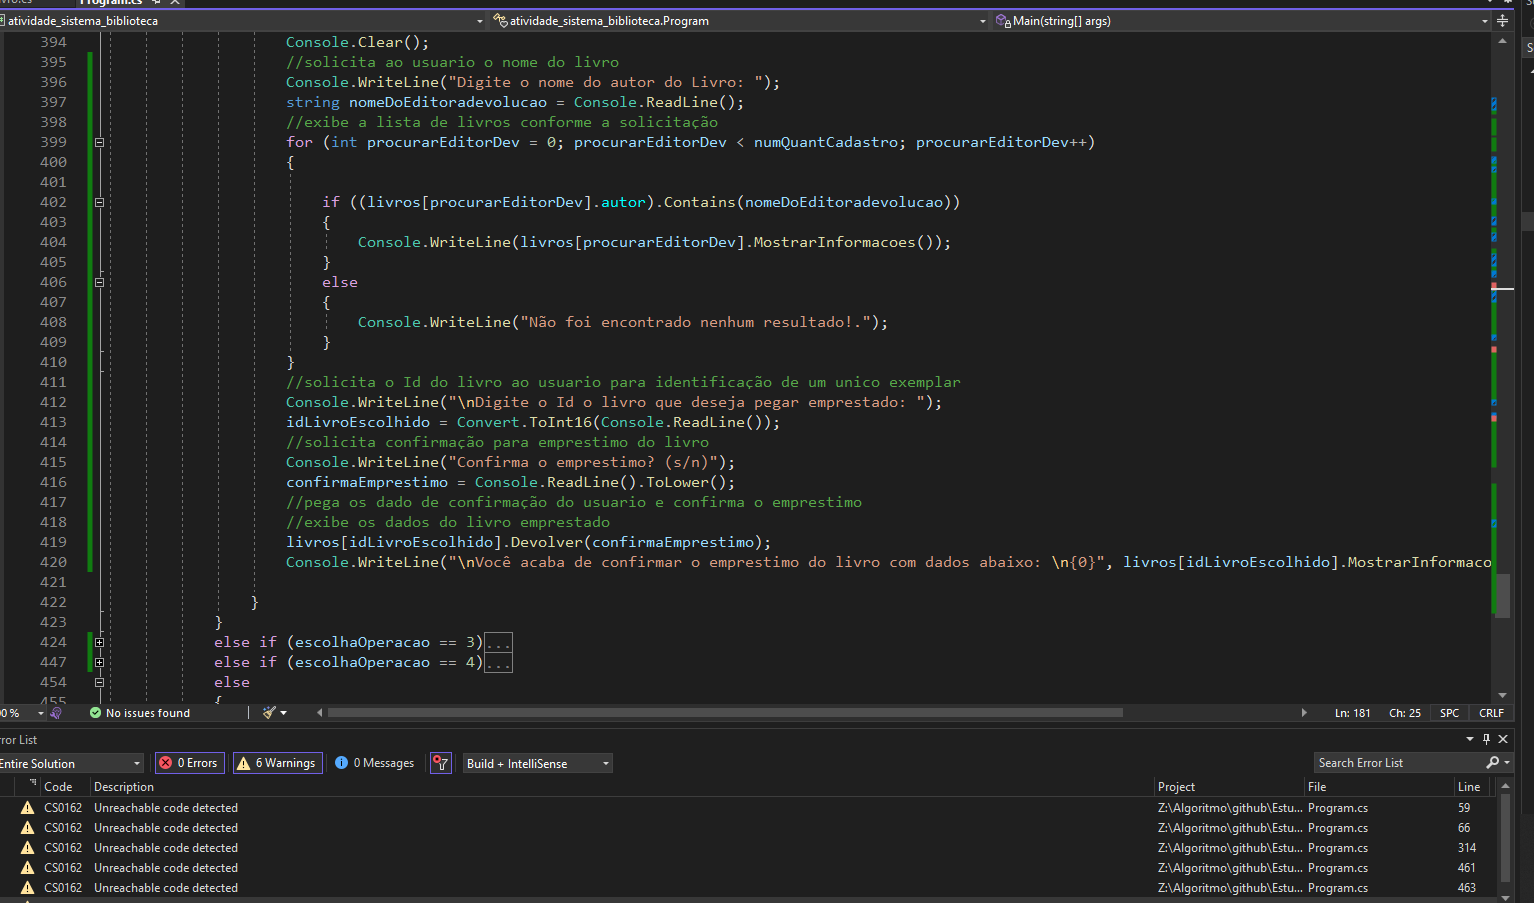 Program.cs
atividade_sistema_biblioteca atividade_sistema_biblioteca.Program Main(string[] args)
394 Console.Clear();
395 //solicita ao usuario o nome do livro
396 Console.WriteLine("Digite o nome do autor do Livro: ");
397 string nomeDoEditoradevolucao = Console.ReadLine();
398 //exibe a lista de livros conforme a solicitação
399 for (int procurarEditorDev = 0; procurarEditorDev < numQuantCadastro; procurarEditorDev++)
400 {
401
402 if ((livros[procurarEditorDev].autor).Contains(nomeDoEditoradevolucao))
403 {
404 Console.WriteLine(livros[procurarEditorDev].MostrarInformacoes());
405 }
406 else
407 {
408 Console.WriteLine("Não foi encontrado nenhum resultado!.");
409 }
410 }
411 //solicita o Id do livro ao usuario para identificação de um unico exemplar
412 Console.WriteLine("\nDigite o Id o livro que deseja pegar emprestado: ");
413 idLivroEscolhido = Convert.ToInt16(Console.ReadLine());
414 //solicita confirmação para emprestimo do livro
415 Console.WriteLine("Confirma o emprestimo? (s/n)");
416 confirmaEmprestimo = Console.ReadLine().ToLower();
417 //pega os dado de confirmação do usuario e confirma o emprestimo
418 //exibe os dados do livro emprestado
419 livros[idLivroEscolhido].Devolver(confirmaEmprestimo);
420 Console.WriteLine("\nVocê acaba de confirmar o emprestimo do livro com dados abaixo: \n{0}", livros[idLivroEscolhido].MostrarInformaco
421
422 }
423 }
424 else if (escolhaOperacao == 3)...
447 else if (escolhaOperacao == 4)...
454 else
455 {
0 % No issues found Ln: 181 Ch: 25 SPC CRLF
ror List
Entire Solution 0 Errors 6 Warnings 0 Messages Build + IntelliSense Search Error List
Code Description Project File Line
CS0162 Unreachable code detected Z:\Algoritmo\github\Estu... Program.cs 59
CS0162 Unreachable code detected Z:\Algoritmo\github\Estu... Program.cs 66
CS0162 Unreachable code detected Z:\Algoritmo\github\Estu... Program.cs 314
CS0162 Unreachable code detected Z:\Algoritmo\github\Estu... Program.cs 461
CS0162 Unreachable code detected Z:\Algoritmo\github\Estu... Program.cs 463